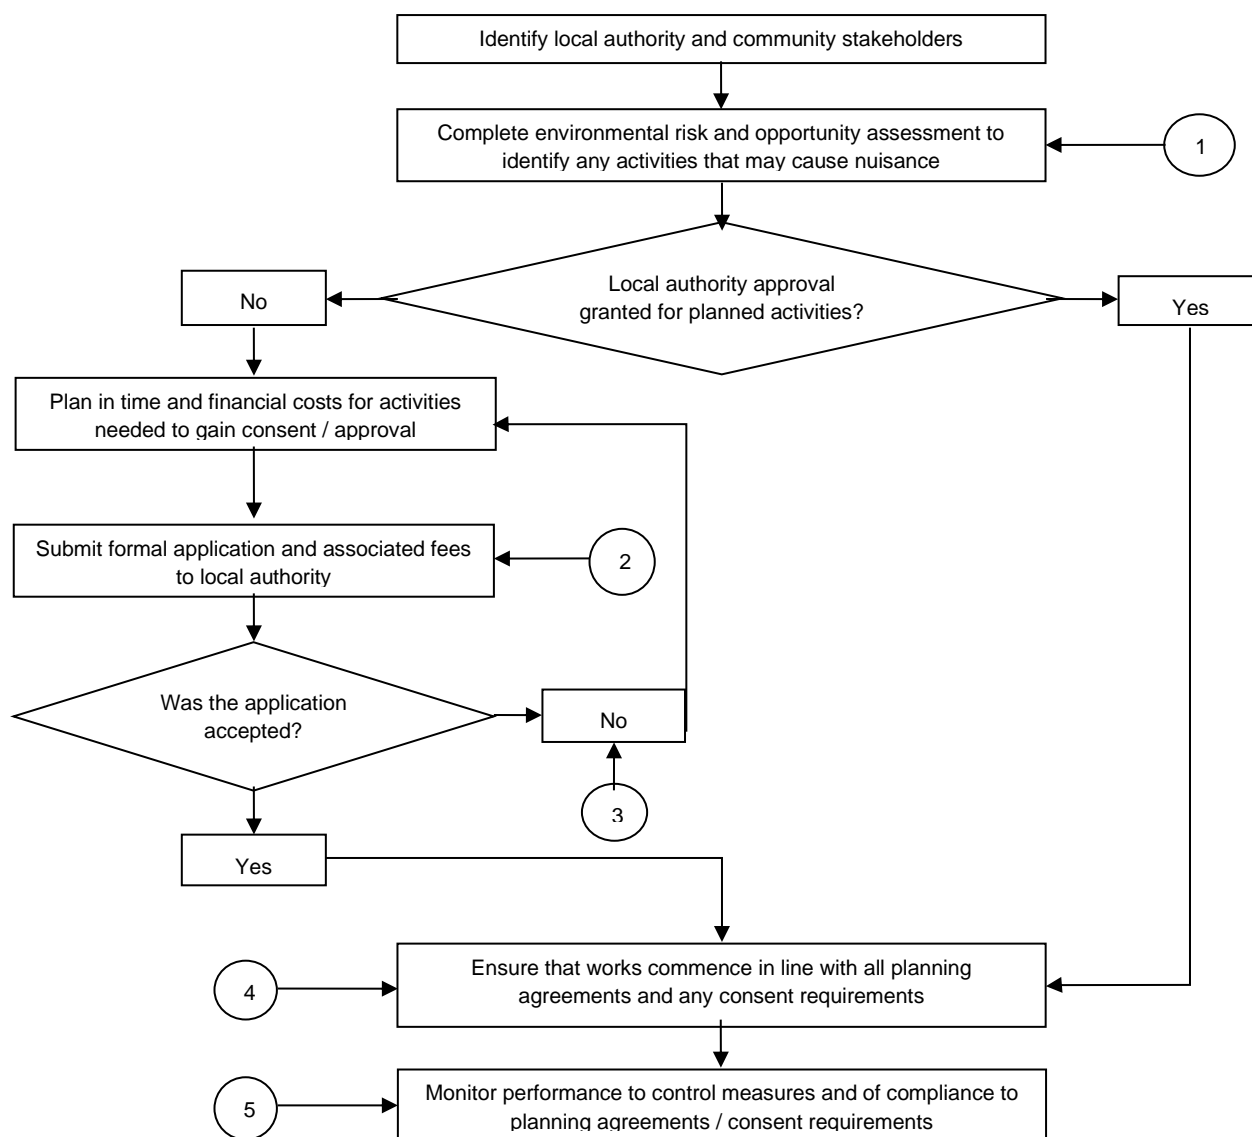 Identify local authority and community stakeholders
Complete environmental risk and opportunity assessment to
identify any activities that may cause nuisance
1
Local authority approval
granted for planned activities?
No
Yes
Plan in time and financial costs for activities
needed to gain consent / approval
Submit formal application and associated fees
to local authority
2
Was the application
accepted?
No
3
Yes
Ensure that works commence in line with all planning
agreements and any consent requirements
4
Monitor performance to control measures and of compliance to
planning agreements / consent requirements
5